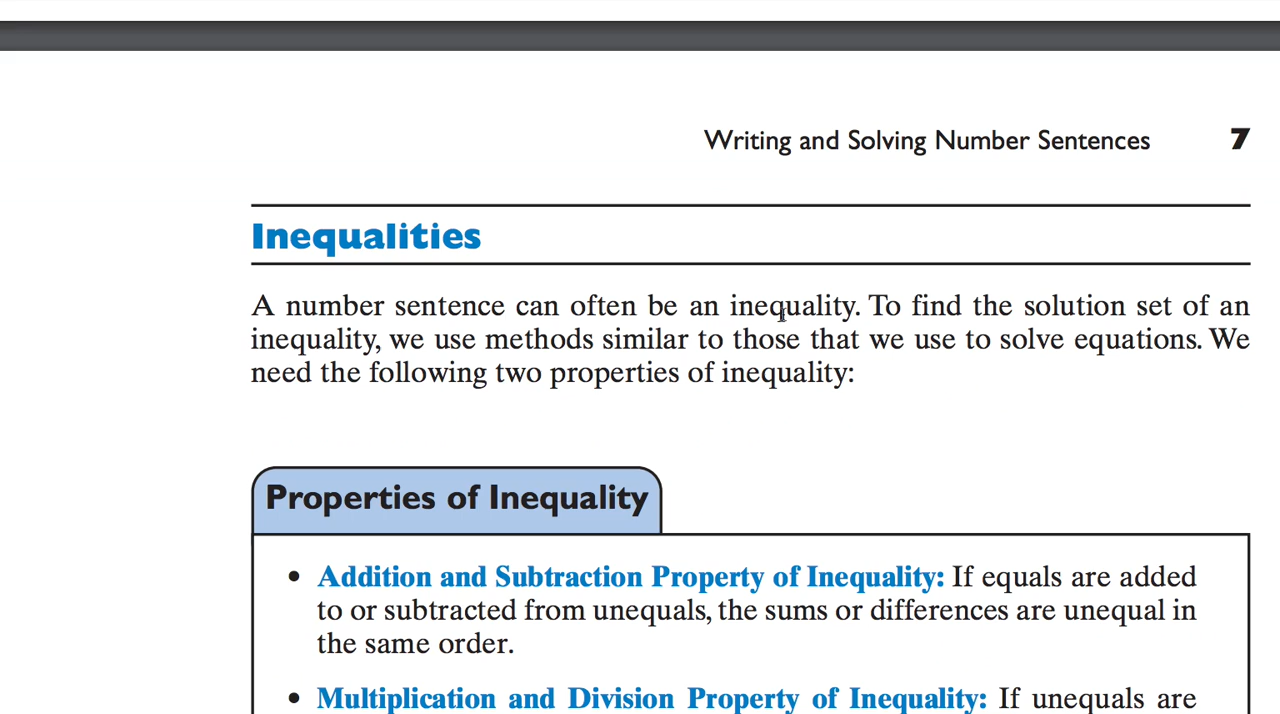 Writing and Solving Number Sentences 7
Inequalities
A number sentence can often be an inequality. To find the solution set of an
inequality, we use methods similar to those that we use to solve equations. We
need the following two properties of inequality:
Properties of Inequality
• Addition and Subtraction Property of Inequality: If equals are added
to or subtracted from unequals, the sums or differences are unequal in
the same order.
• Multiplication and Division Property of Inequality: If unequals are